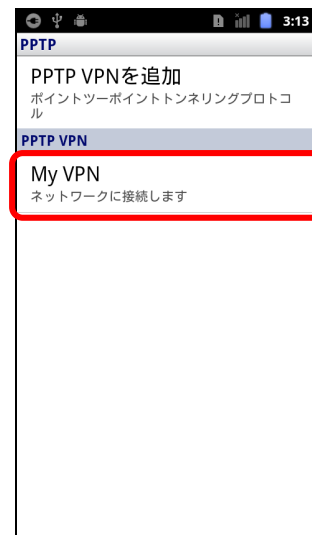 3:13
PPTP
PPTP VPNを追加
ポイントツーポイントトンネリングプロトコ
ル
PPTP VPN
My VPN
ネットワークに接続します